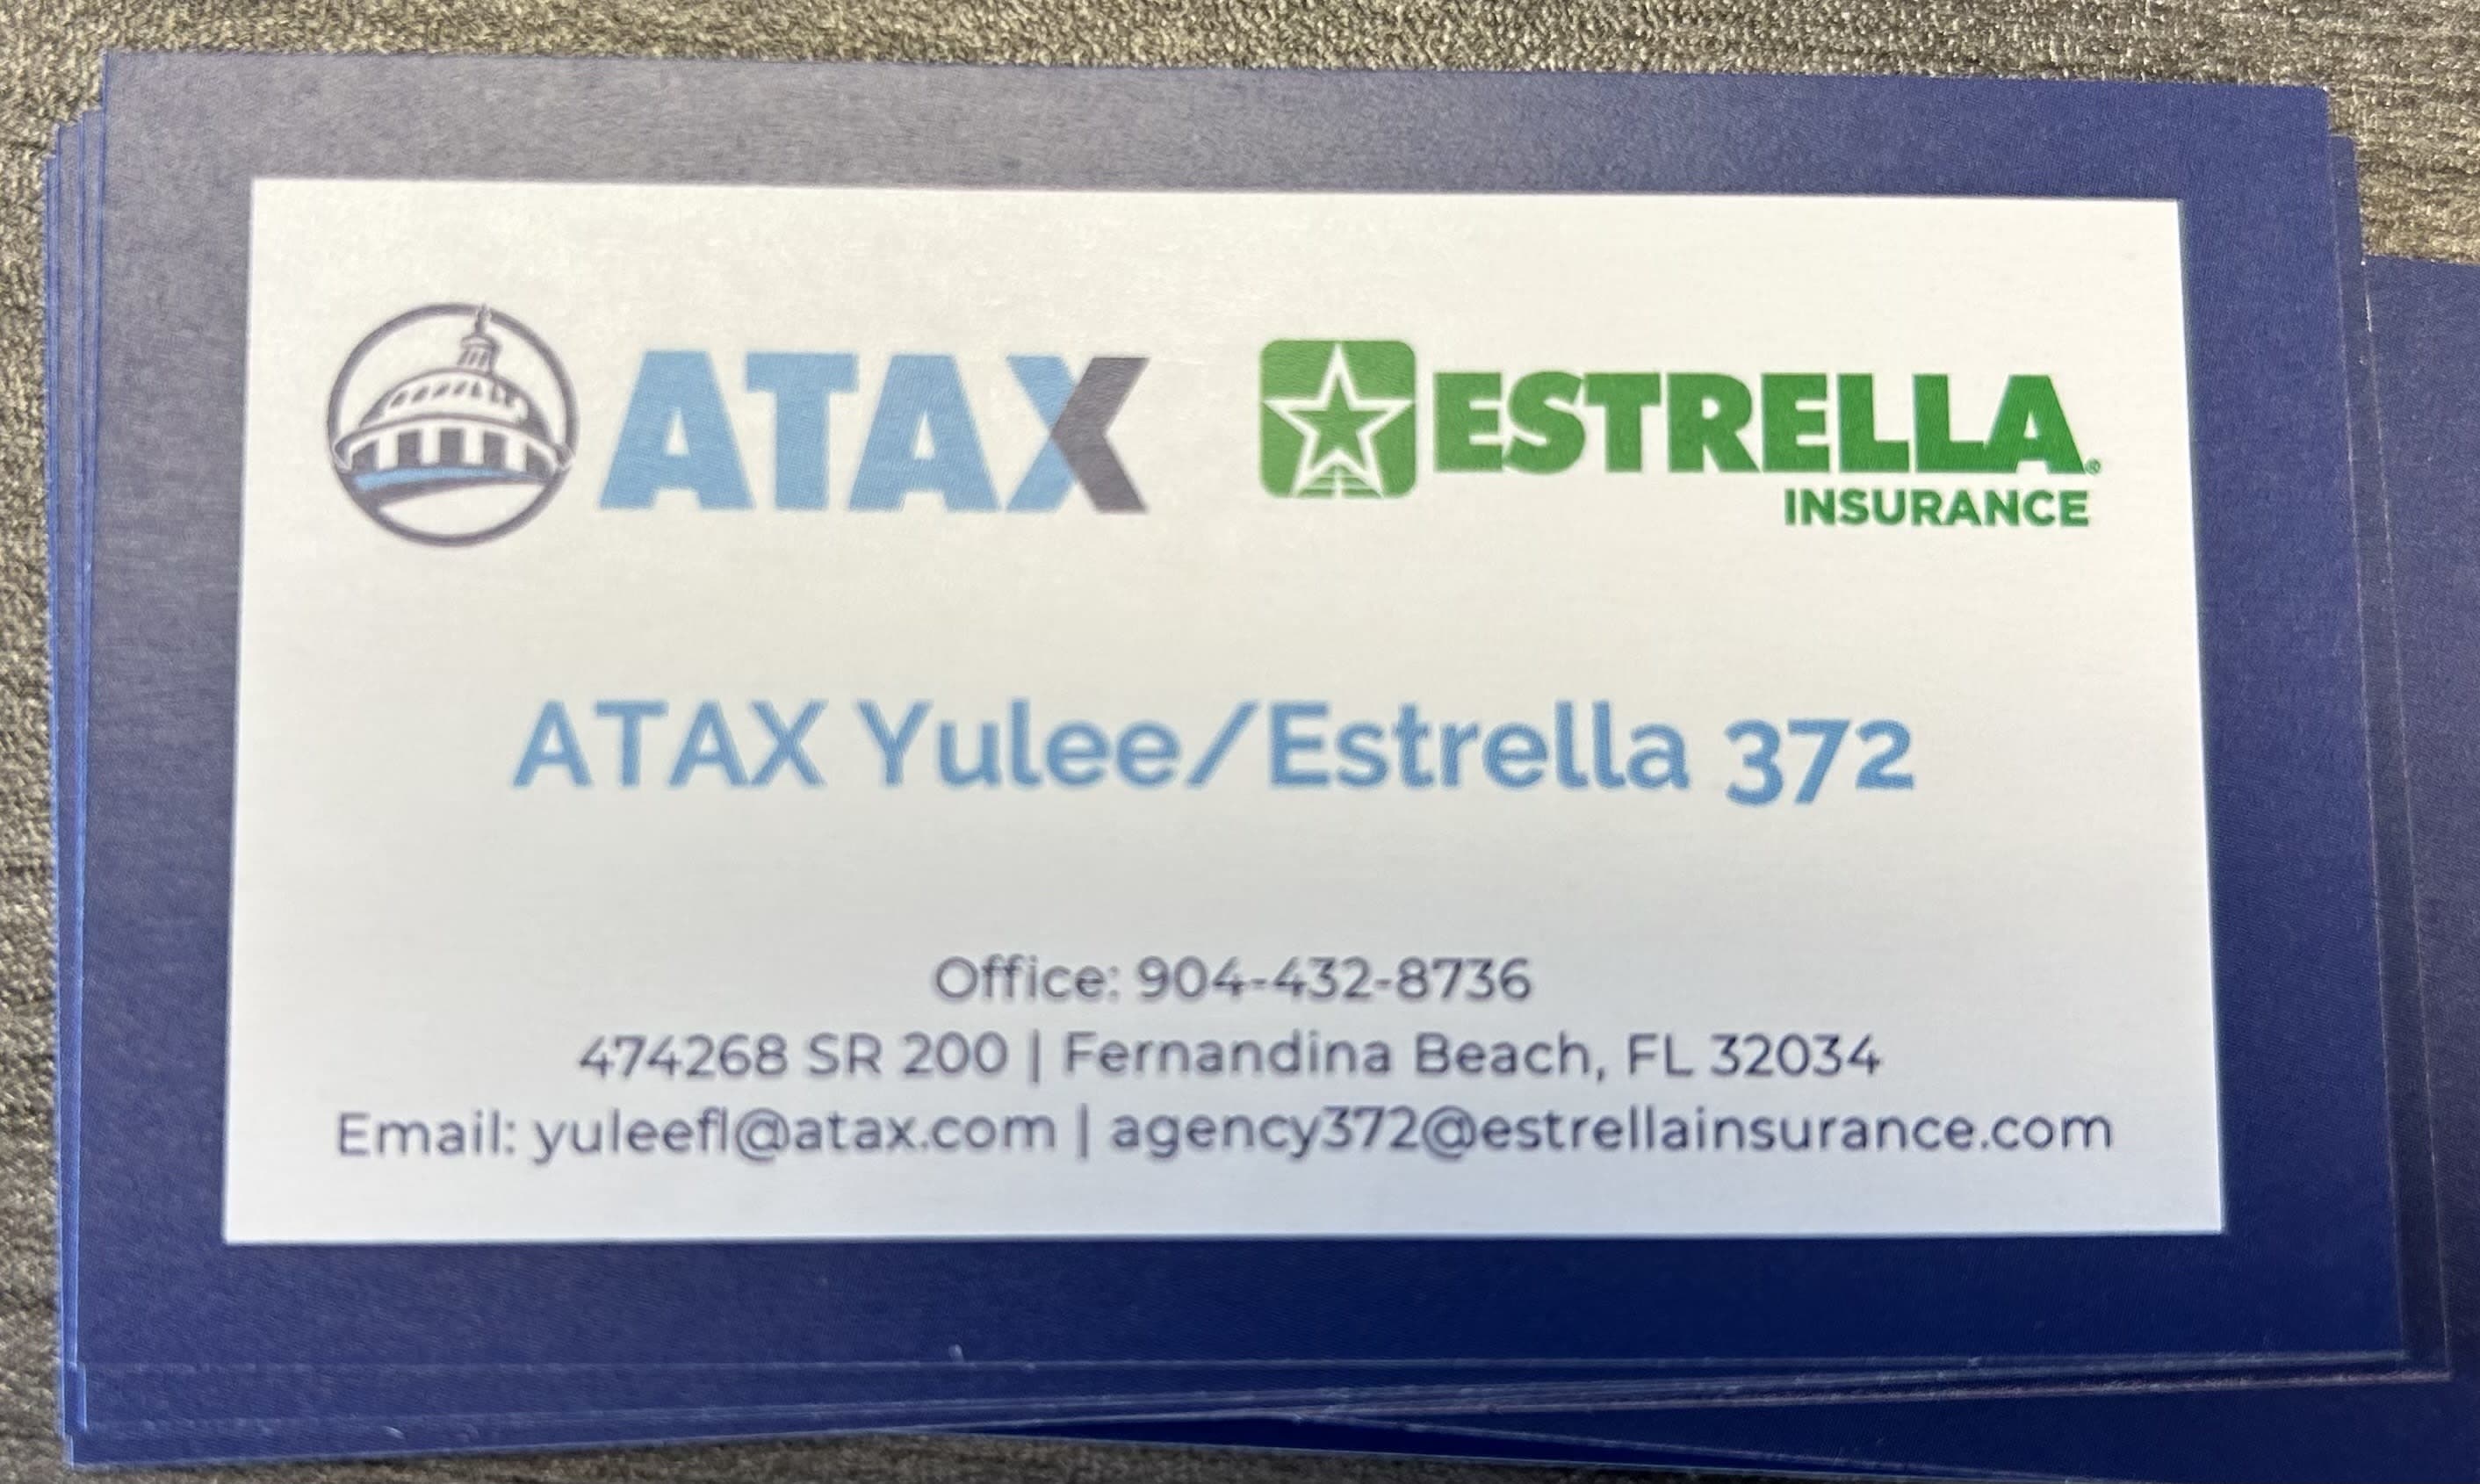 ATAX
ESTRELLA®
INSURANCE
ATAX Yulee/Estrella 372
Office: 904-432-8736
474268 SR 200 | Fernandina Beach, FL 32034
Email: yuleefl@atax.com | agency372@estrellainsurance.com